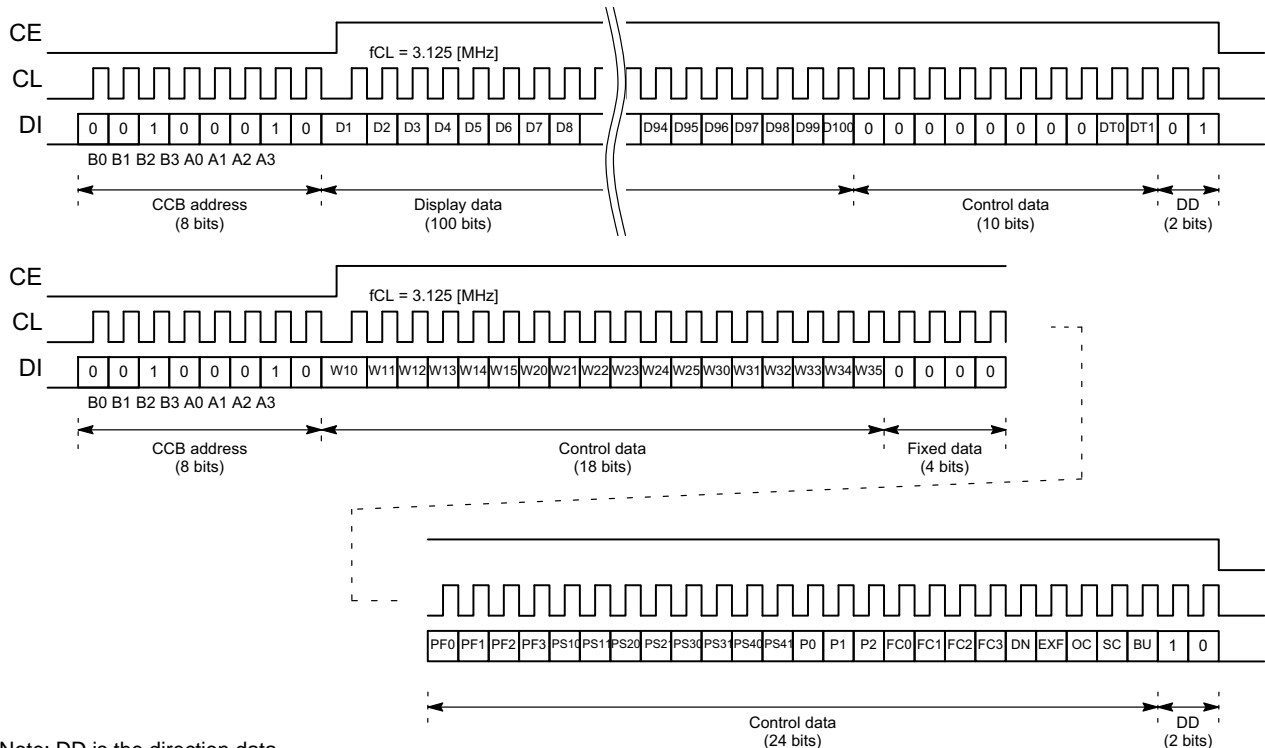 CE
fCL = 3.125 [MHz]
CL
DI 0 0 1 0 0 0 1 0 D1 D2 D3 D4 D5 D6 D7 D8 D94 D95 D96 D97 D98 D99 D100 0 0 0 0 0 0 0 0 DT0 DT1 0 1
B0 B1 B2 B3 A0 A1 A2 A3
CCB address Display data Control data DD
(8 bits) (100 bits) (10 bits) (2 bits)
CE
fCL = 3.125 [MHz]
CL
DI 0 0 1 0 0 0 1 0 W10 W11 W12 W13 W14 W15 W20 W21 W22 W23 W24 W25 W30 W31 W32 W33 W34 W35 0 0 0 0
B0 B1 B2 B3 A0 A1 A2 A3
CCB address Control data Fixed data
(8 bits) (18 bits) (4 bits)
PF0 PF1 PF2 PF3 PS10 PS11 PS20 PS21 PS30 PS31 PS40 PS41 P0 P1 P2 FC0 FC1 FC2 FC3 DN EXF OC SC BU 1 0
Control data DD
(24 bits) (2 bits)
Note: DD is the direction data